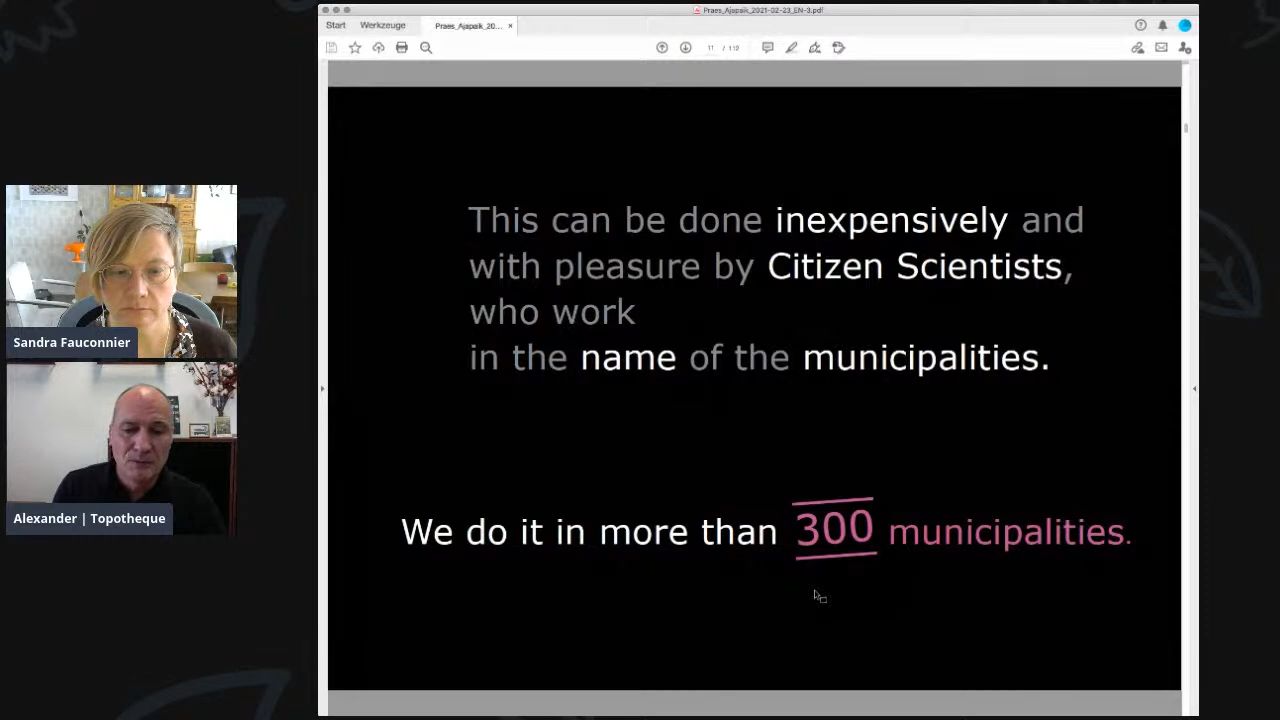 Praes_Ajapaik_2021-02-23_EN-3.pdf
Start Werkzeuge Praes_Ajapaik_20... ×
11 / 112
This can be done inexpensively and
with pleasure by Citizen Scientists,
who work
in the name of the municipalities.
We do it in more than 300 municipalities.
Sandra Fauconnier
Alexander | Topotheque